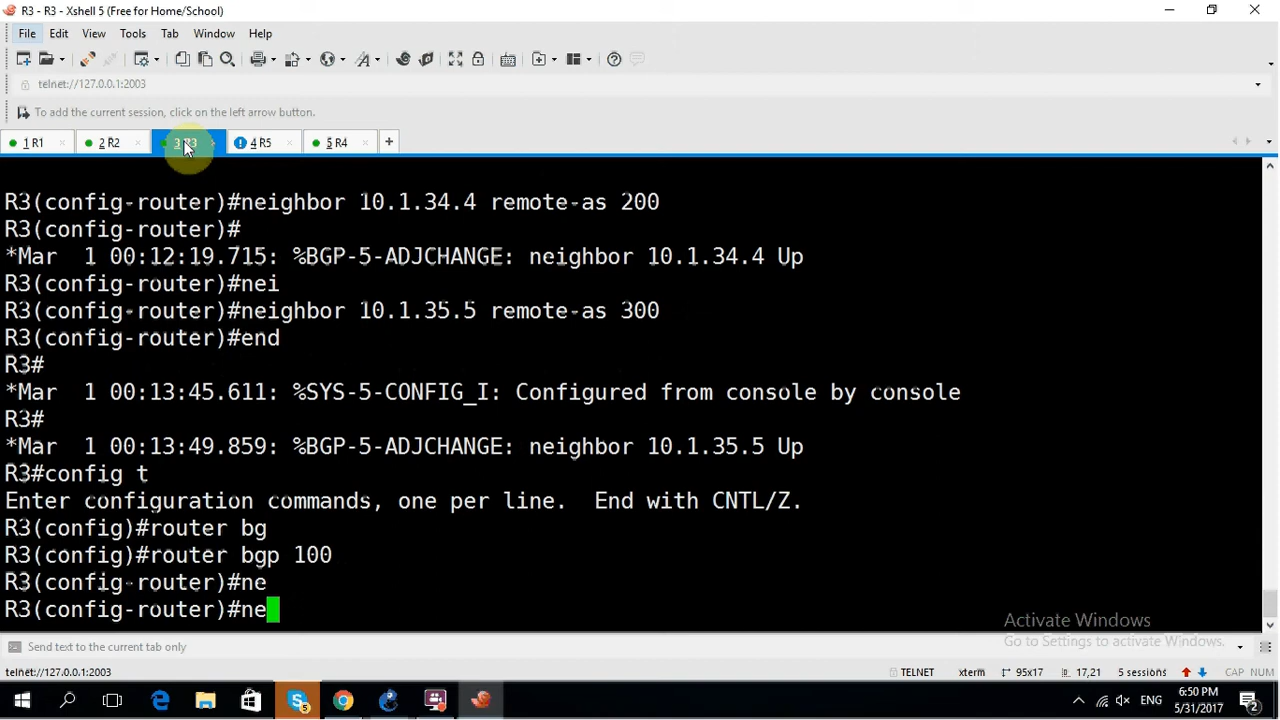 R3 - R3 - Xshell 5 (Free for Home/School)
File Edit View Tools Tab Window Help
telnet://127.0.0.1:2003
To add the current session, click on the left arrow button.
1 R1 2 R2 3 R3 4 R5 5 R4
R3(config-router)#neighbor 10.1.34.4 remote-as 200
R3(config-router)#
*Mar  1 00:12:19.715: %BGP-5-ADJCHANGE: neighbor 10.1.34.4 Up
R3(config-router)#nei
R3(config-router)#neighbor 10.1.35.5 remote-as 300
R3(config-router)#end
R3#
*Mar  1 00:13:45.611: %SYS-5-CONFIG_I: Configured from console by console
R3#
*Mar  1 00:13:49.859: %BGP-5-ADJCHANGE: neighbor 10.1.35.5 Up
R3#config t
Enter configuration commands, one per line.  End with CNTL/Z.
R3(config)#router bg
R3(config)#router bgp 100
R3(config-router)#ne
R3(config-router)#ne
Activate Windows
Go to Settings to activate Windows.
Send text to the current tab only
telnet://127.0.0.1:2003 TELNET xterm 95x17 17,21 5 sessions CAP NUM
ENG 6:50 PM
5/31/2017